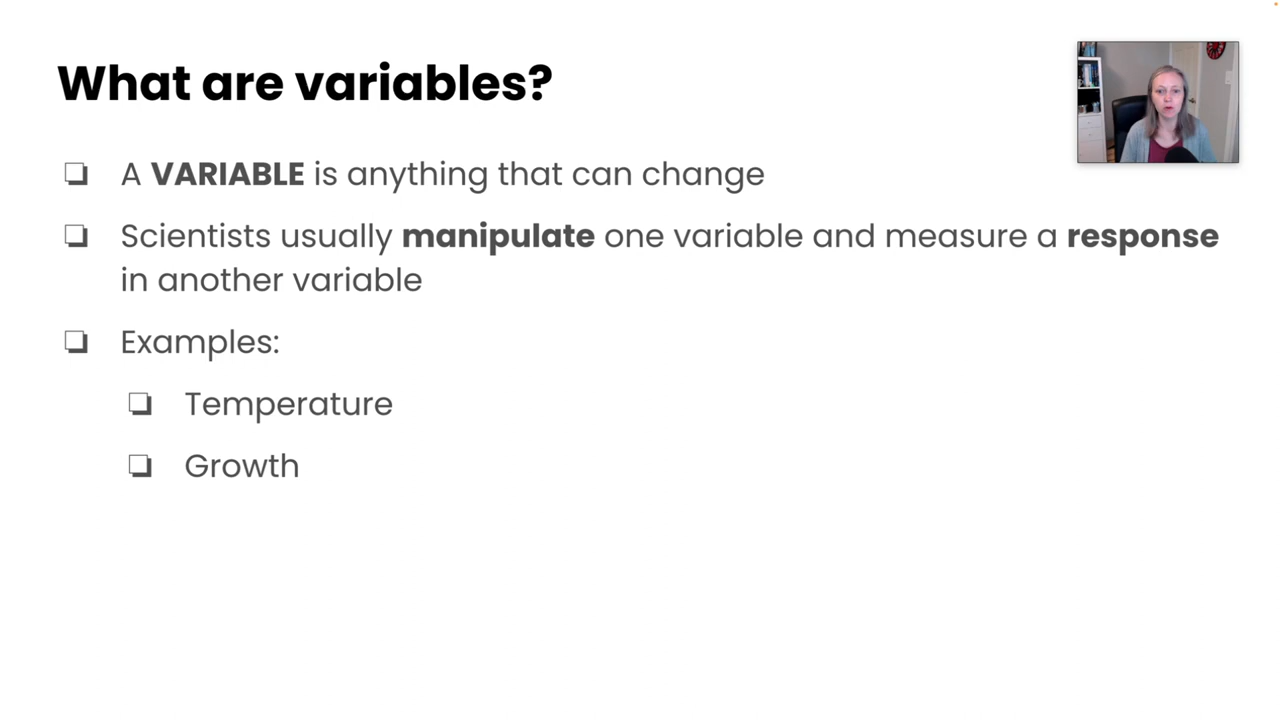 What are variables?
A VARIABLE is anything that can change
Scientists usually manipulate one variable and measure a response
in another variable
Examples:
Temperature
Growth